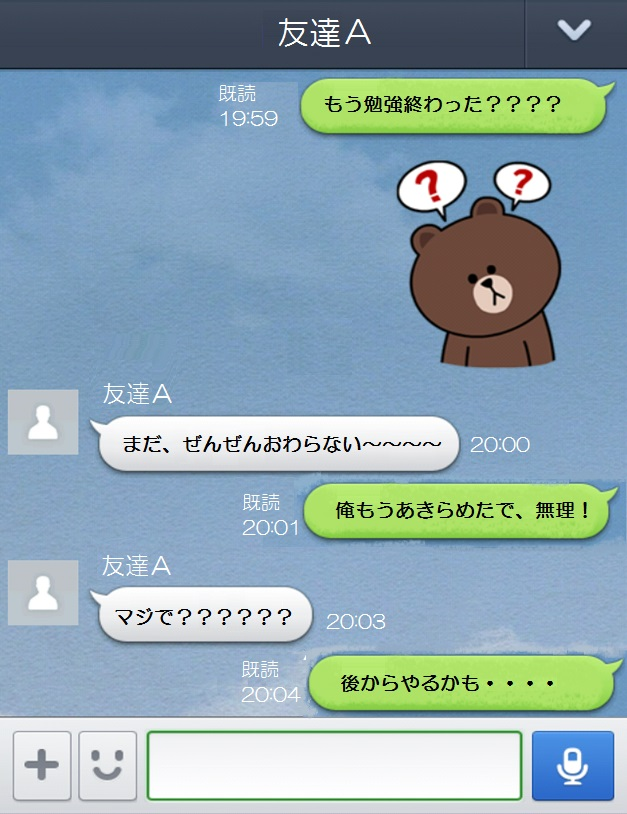 友達A
既読
19:59
もう勉強終わった？？？？
? ?
友達A
まだ、ぜんぜんおわらない～～～～
20:00
既読
20:01
俺もうあきらめたで、無理！
友達A
マジで？？？？？？
20:03
既読
20:04
後からやるかも・・・・